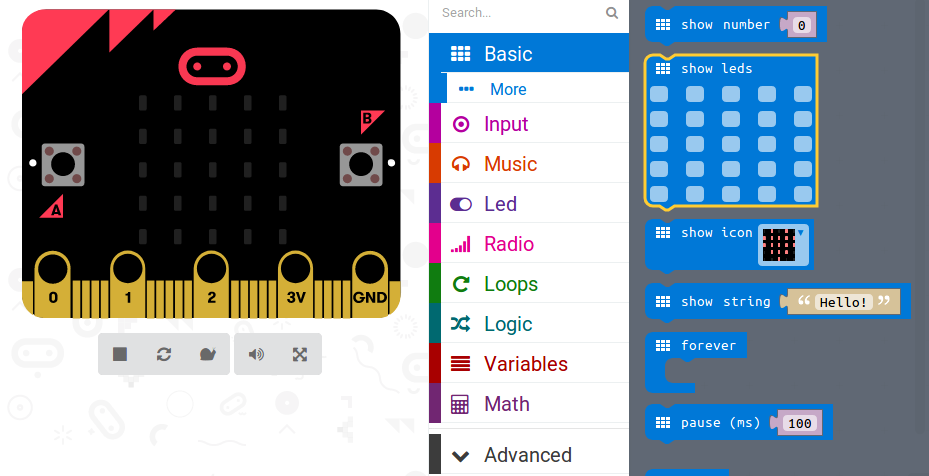 B
A
0 1 2 3V GND
Search...
Basic
More
Input
Music
Led
Radio
Loops
Logic
Variables
Math
Advanced
show number 0
show leds
show icon
show string “ Hello! ”
forever
pause (ms) 100